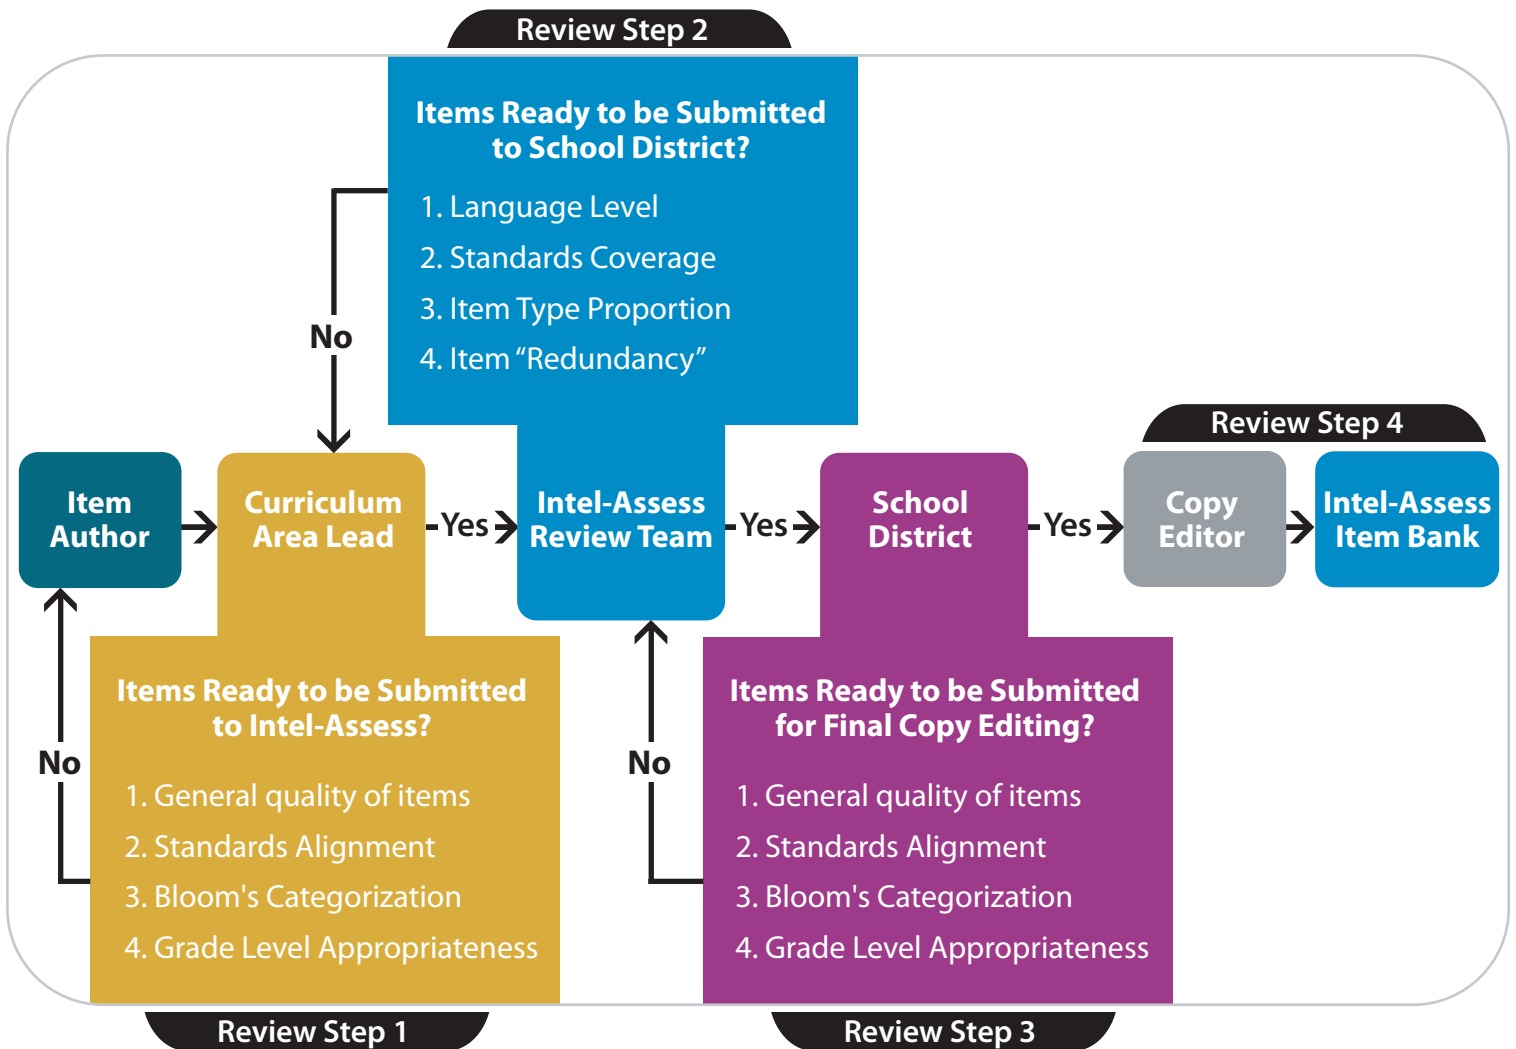 Review Step 2
Items Ready to be Submitted
to School District?
1. Language Level
2. Standards Coverage
3. Item Type Proportion
4. Item “Redundancy”
No
Review Step 4
Item
Author
Curriculum
Area Lead
Yes
Intel-Assess
Review Team
Yes
School
District
Yes
Copy
Editor
Intel-Assess
Item Bank
No
Items Ready to be Submitted
to Intel-Assess?
1. General quality of items
2. Standards Alignment
3. Bloom's Categorization
4. Grade Level Appropriateness
No
Items Ready to be Submitted
for Final Copy Editing?
1. General quality of items
2. Standards Alignment
3. Bloom's Categorization
4. Grade Level Appropriateness
Review Step 1
Review Step 3